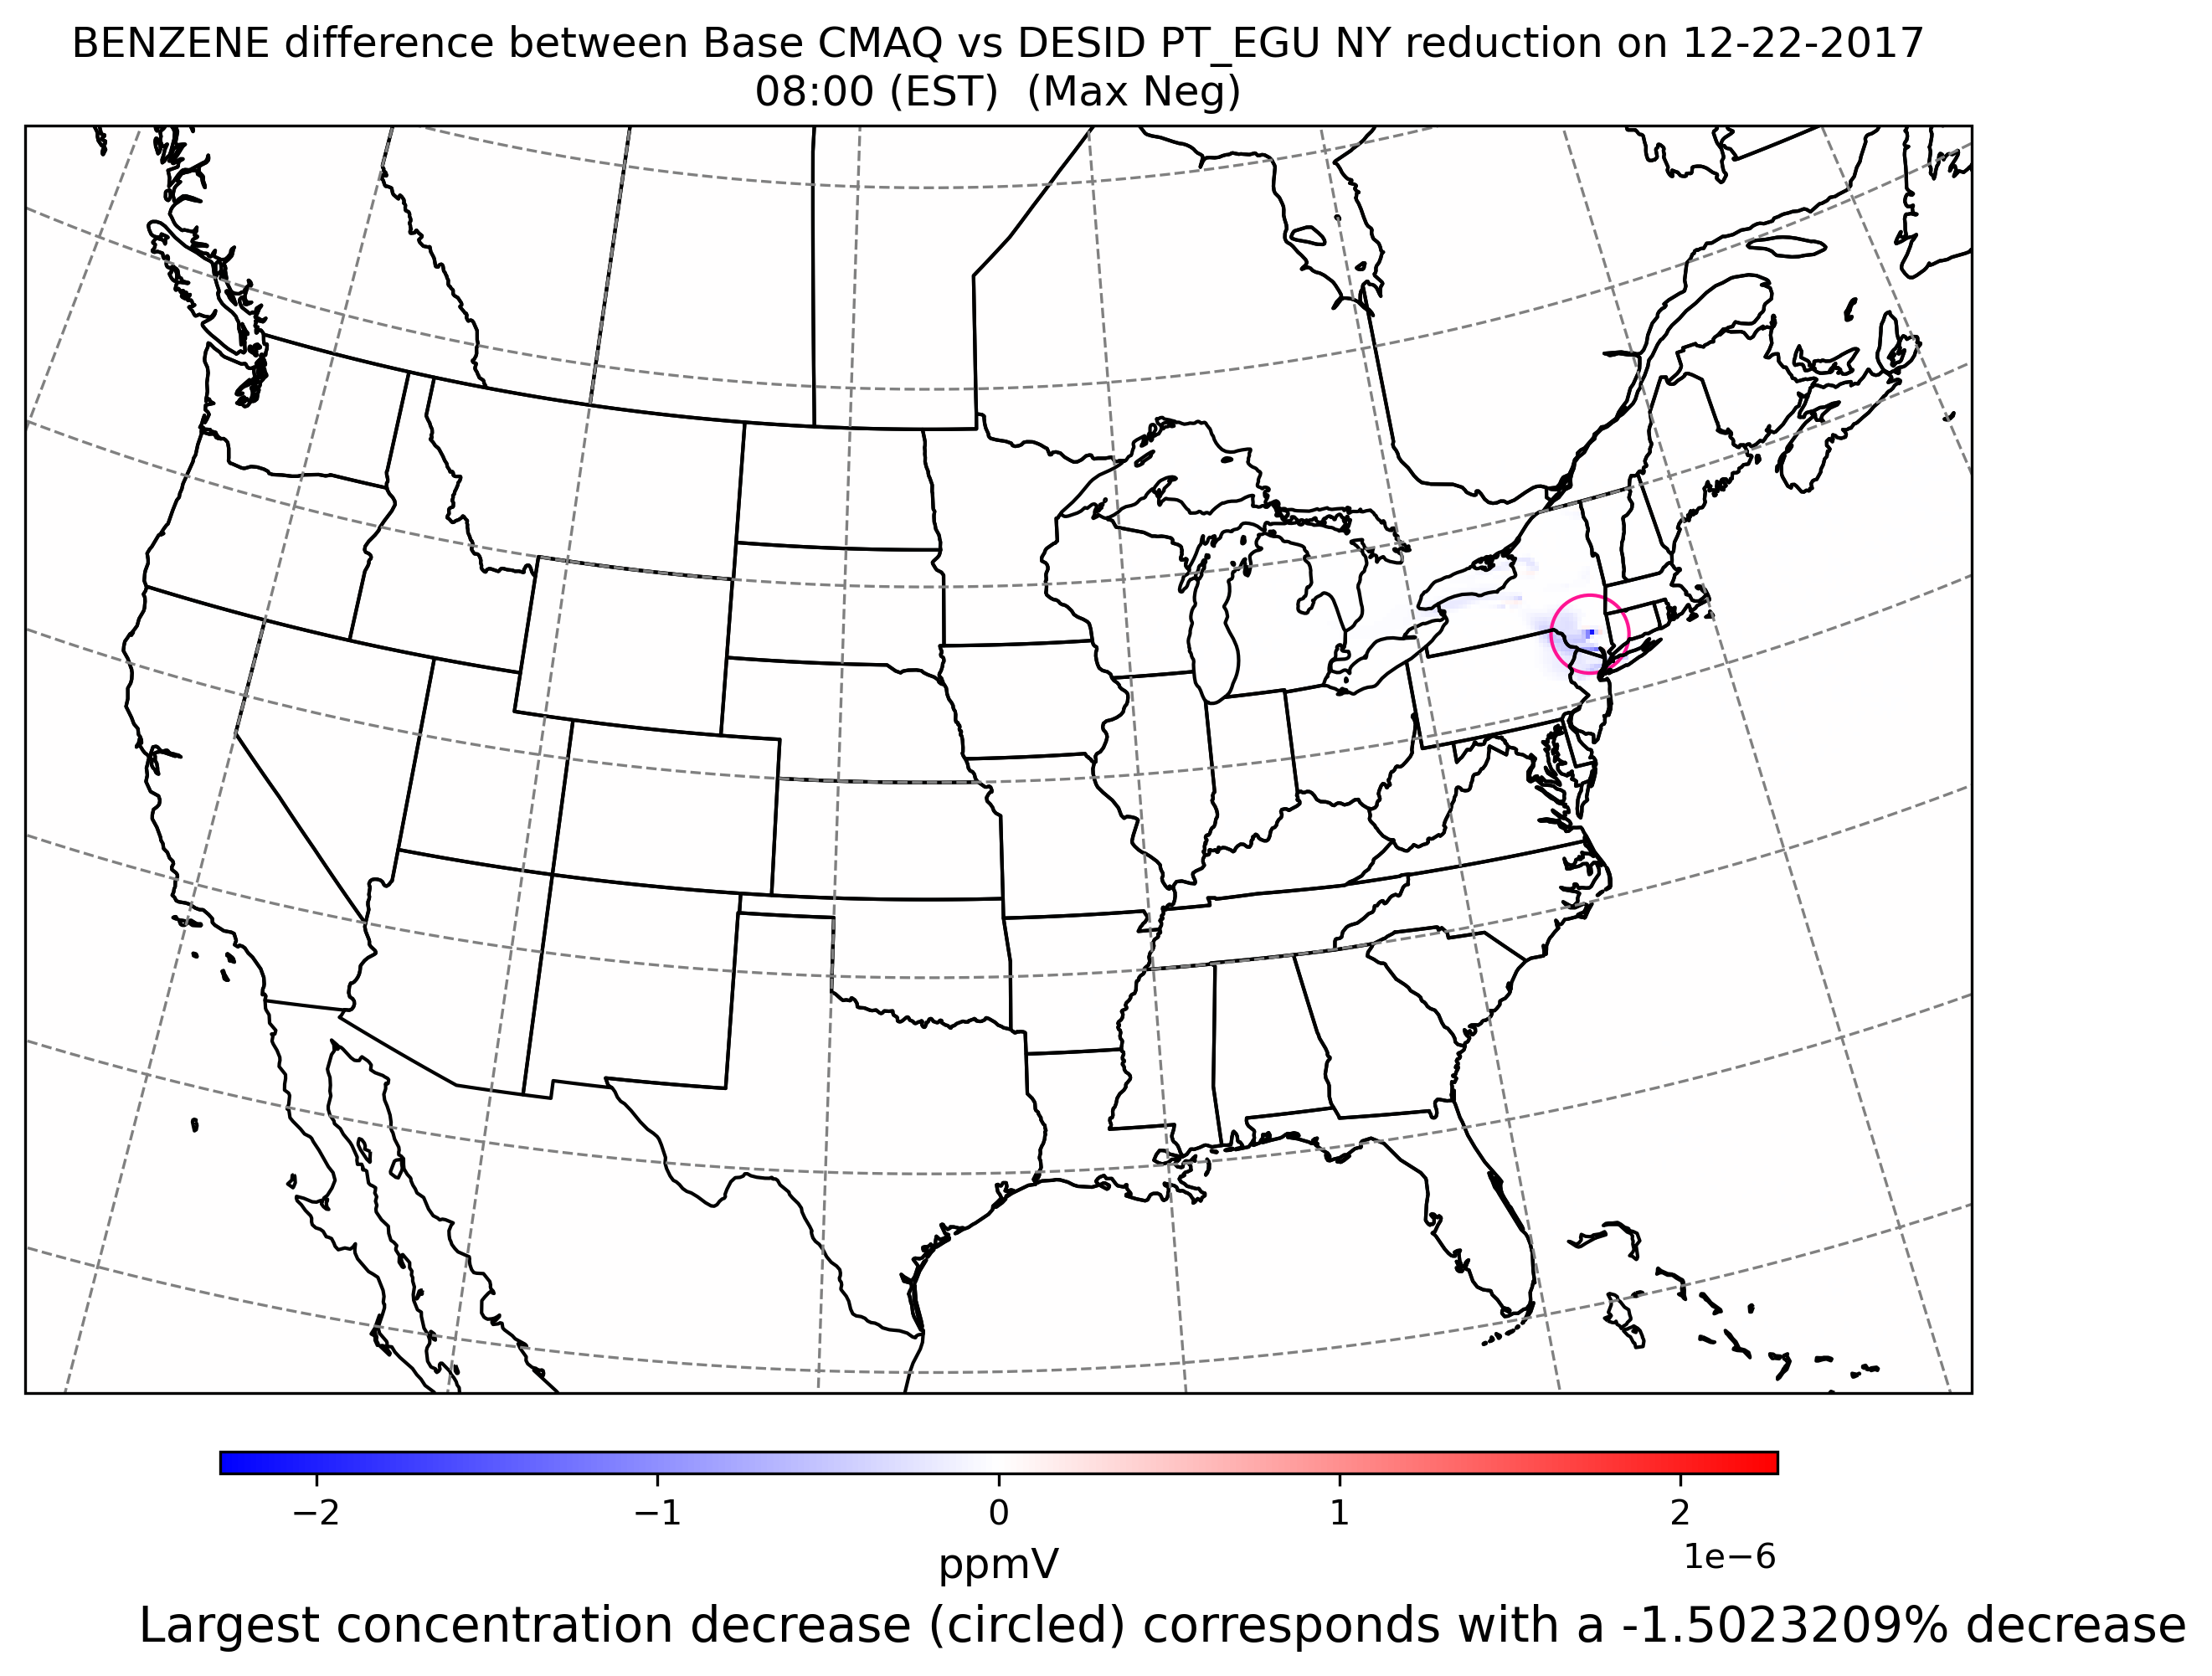 BENZENE difference between Base CMAQ vs DESID PT_EGU NY reduction on 12-22-2017
08:00 (EST)  (Max Neg)
−2 −1 0 1 2
1e−6
ppmV
Largest concentration decrease (circled) corresponds with a -1.5023209% decrease